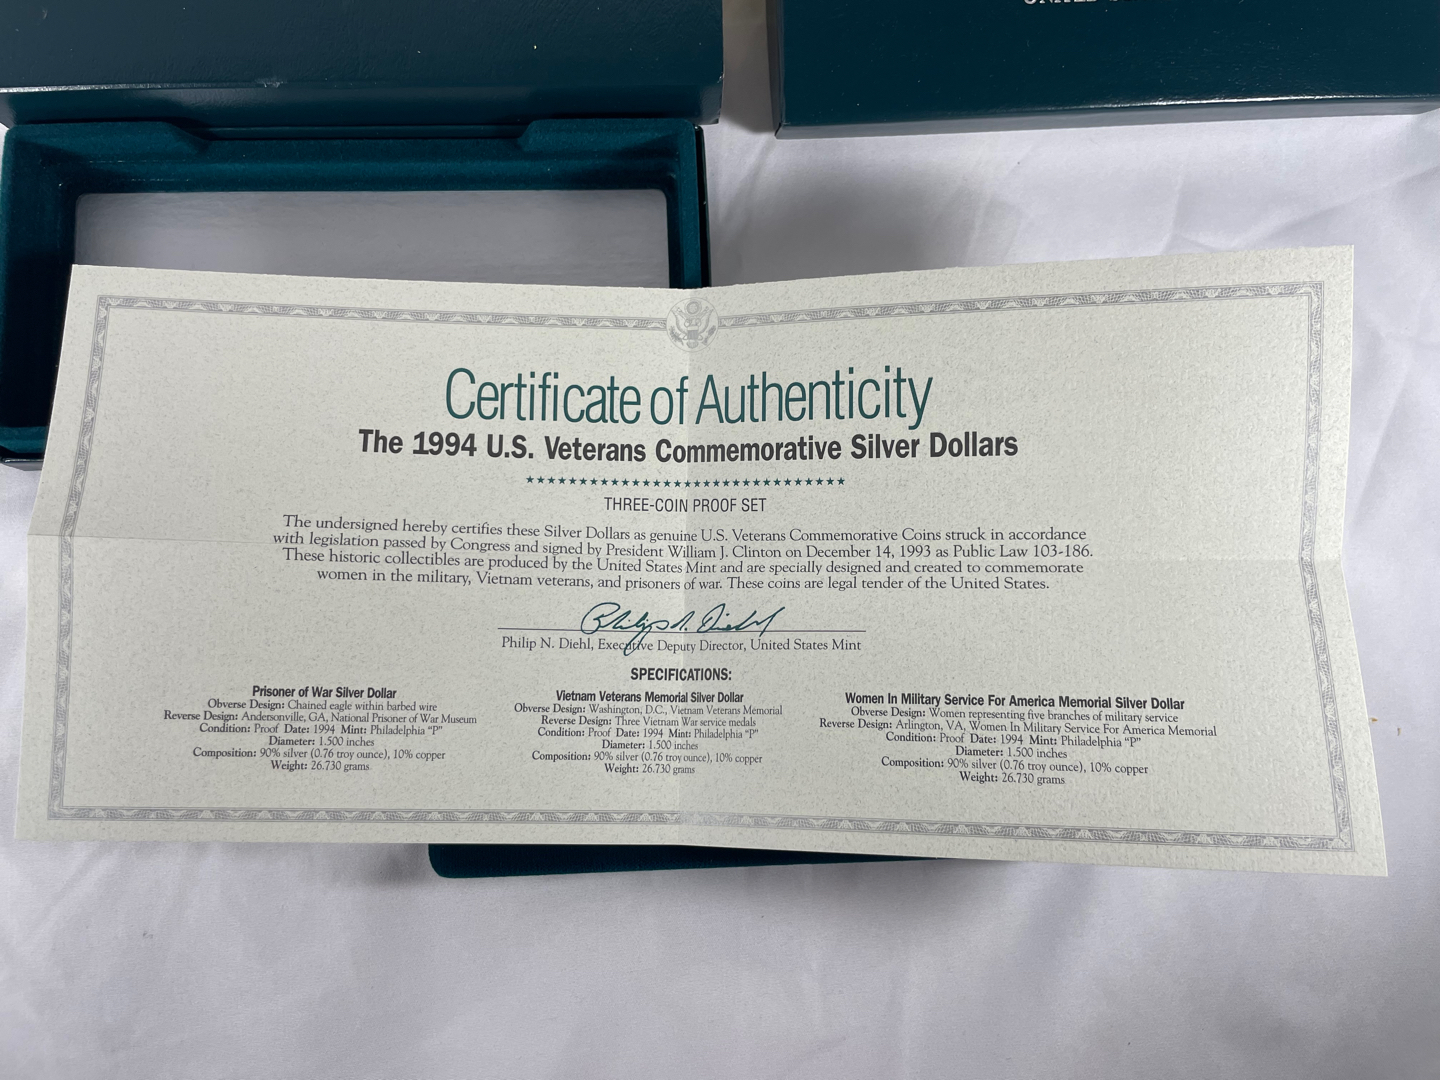 Certificate of Authenticity
The 1994 U.S. Veterans Commemorative Silver Dollars
THREE-COIN PROOF SET
The undersigned hereby certifies these Silver Dollars as genuine U.S. Veterans Commemorative Coins struck in accordance
with legislation passed by Congress and signed by President William J. Clinton on December 14, 1993 as Public Law 103-186.
These historic collectibles are produced by the United States Mint and are specially designed and created to commemorate
women in the military, Vietnam veterans, and prisoners of war. These coins are legal tender of the United States.
Philip N. Diehl
Philip N. Diehl, Executive Deputy Director, United States Mint
SPECIFICATIONS:
Prisoner of War Silver Dollar
Obverse Design: Chained eagle within barbed wire
Reverse Design: Andersonville, GA, National Prisoner of War Museum
Condition: Proof Date: 1994 Mint: Philadelphia "P"
Diameter: 1.500 inches
Composition: 90% silver (0.76 troy ounce), 10% copper
Weight: 26.730 grams
Vietnam Veterans Memorial Silver Dollar
Obverse Design: Washington, D.C., Vietnam Veterans Memorial
Reverse Design: Three Vietnam War service medals
Condition: Proof Date: 1994 Mint: Philadelphia "P"
Diameter: 1.500 inches
Composition: 90% silver (0.76 troy ounce), 10% copper
Weight: 26.730 grams
Women In Military Service For America Memorial Silver Dollar
Obverse Design: Women representing five branches of military service
Reverse Design: Arlington, VA, Women In Military Service For America Memorial
Condition: Proof Date: 1994 Mint: Philadelphia "P"
Diameter: 1.500 inches
Composition: 90% silver (0.76 troy ounce), 10% copper
Weight: 26.730 grams